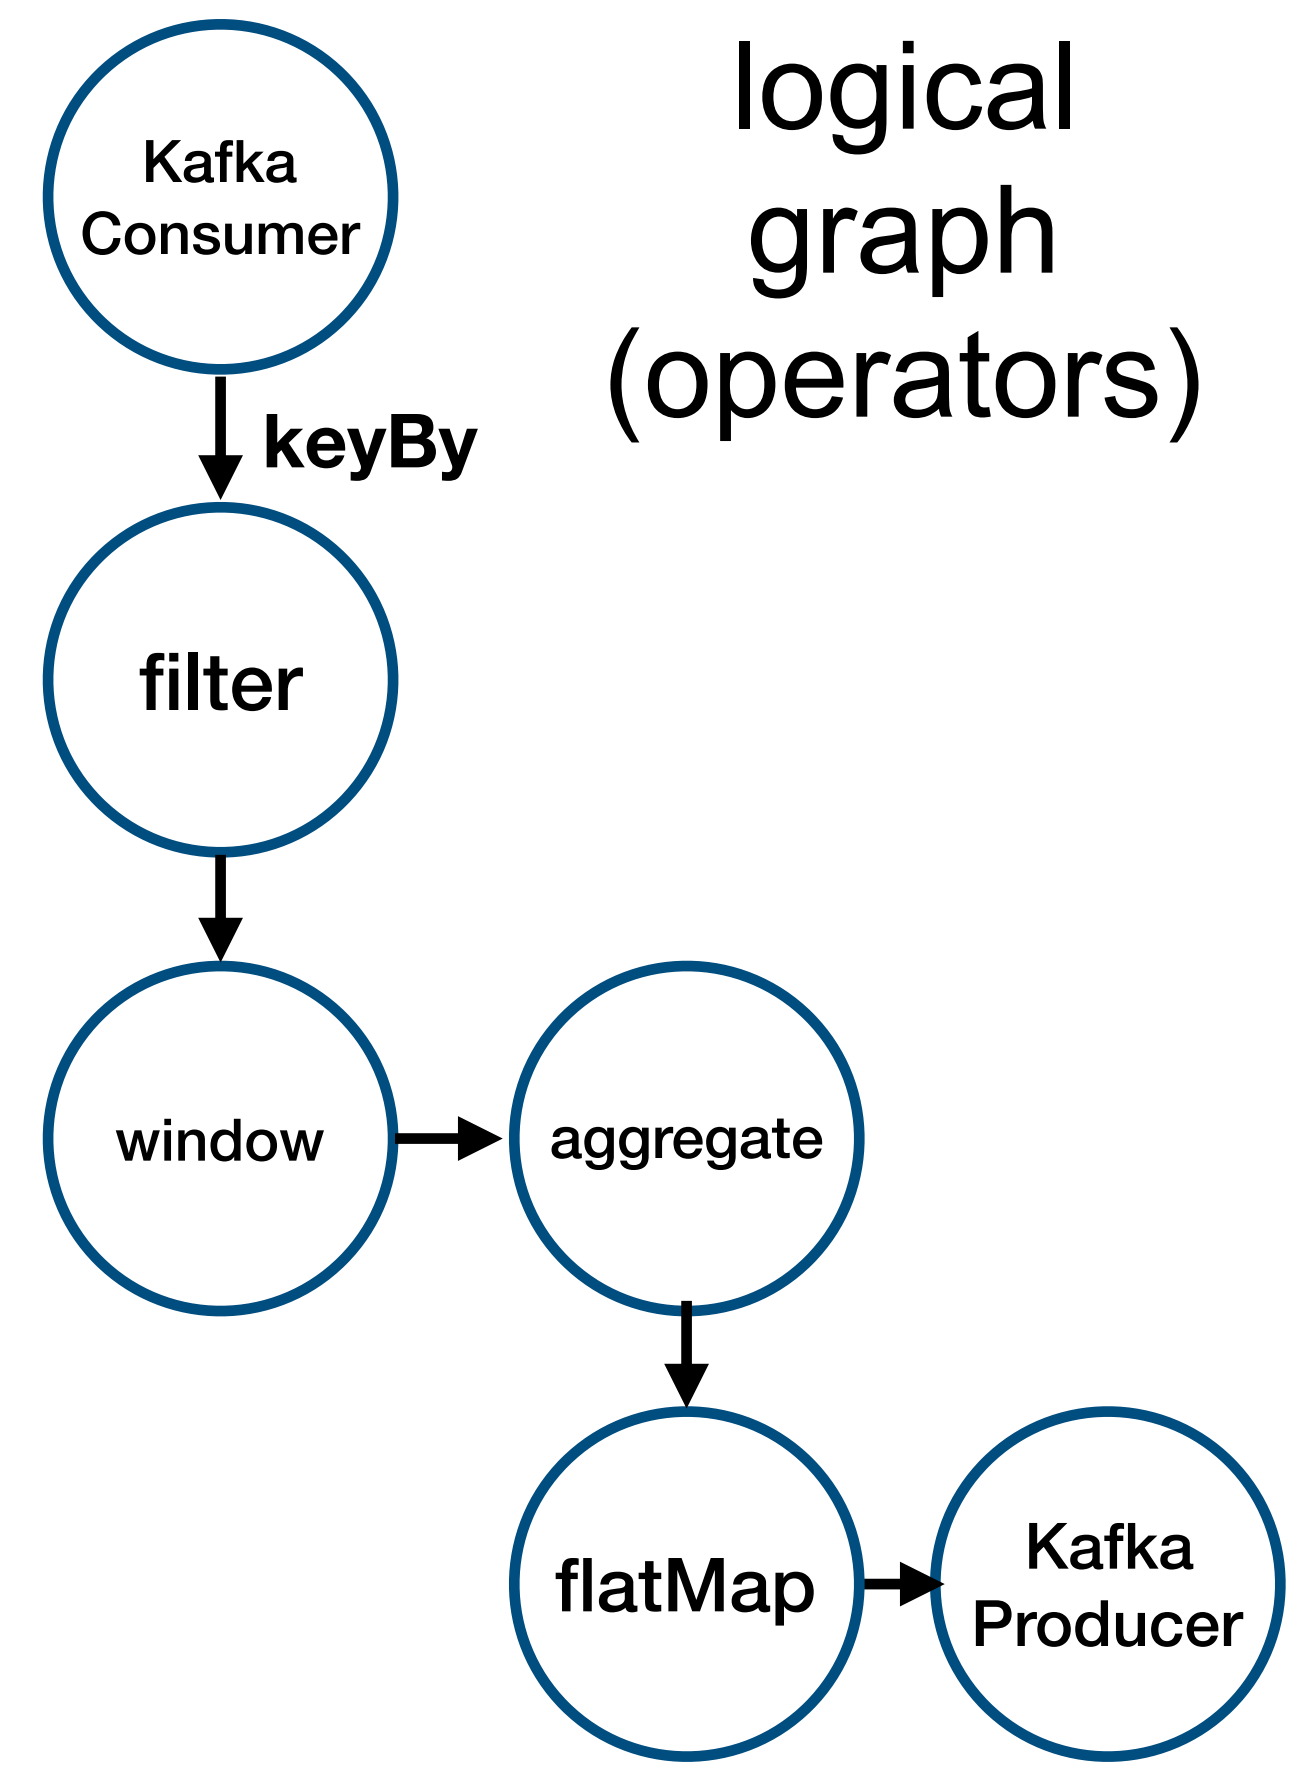 logical
graph
(operators)
Kafka
Consumer
keyBy
filter
window
aggregate
flatMap
Kafka
Producer